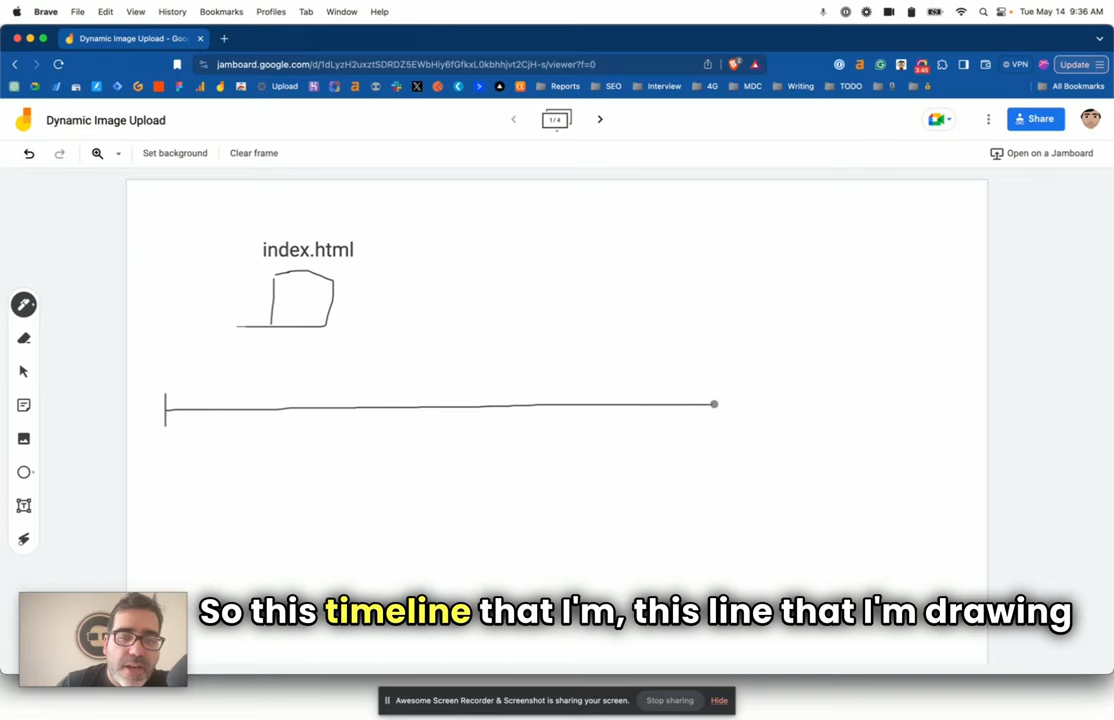 Brave File Edit View History Bookmarks Profiles Tab Window Help
Tue May 14 9:36 AM
Dynamic Image Upload - Goo
jamboard.google.com/d/1dLyzH2uxztSDRDZ5EWbHiy6fGfkxL0kbhhjvt2CjH-s/viewer?f=0
VPN
Update
Upload
Reports
SEO
Interview
4G
MDC
Writing
TODO
All Bookmarks
Dynamic Image Upload
1/4
Share
Set background
Clear frame
Open on a Jamboard
index.html
So this timeline that I'm, this line that I'm drawing
Awesome Screen Recorder & Screenshot is sharing your screen.
Stop sharing
Hide